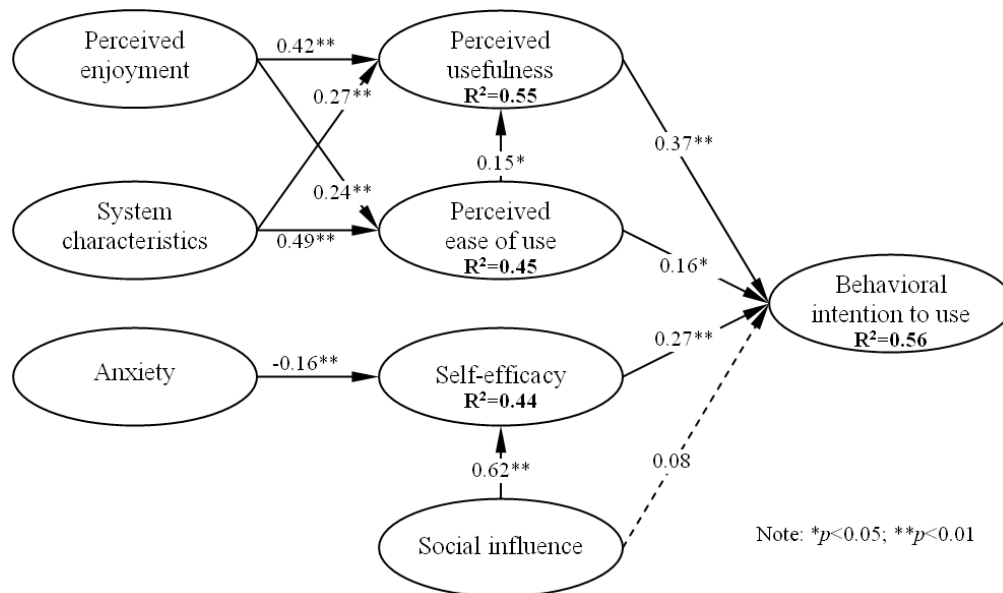 Perceived
enjoyment
0.42**
Perceived
usefulness
R²=0.55
0.27**
0.37**
0.15*
0.24**
System
characteristics
0.49**
Perceived
ease of use
R²=0.45
0.16*
Behavioral
intention to use
R²=0.56
Anxiety
-0.16**
Self-efficacy
R²=0.44
0.27**
0.62**
0.08
Social influence
Note: *p<0.05; **p<0.01